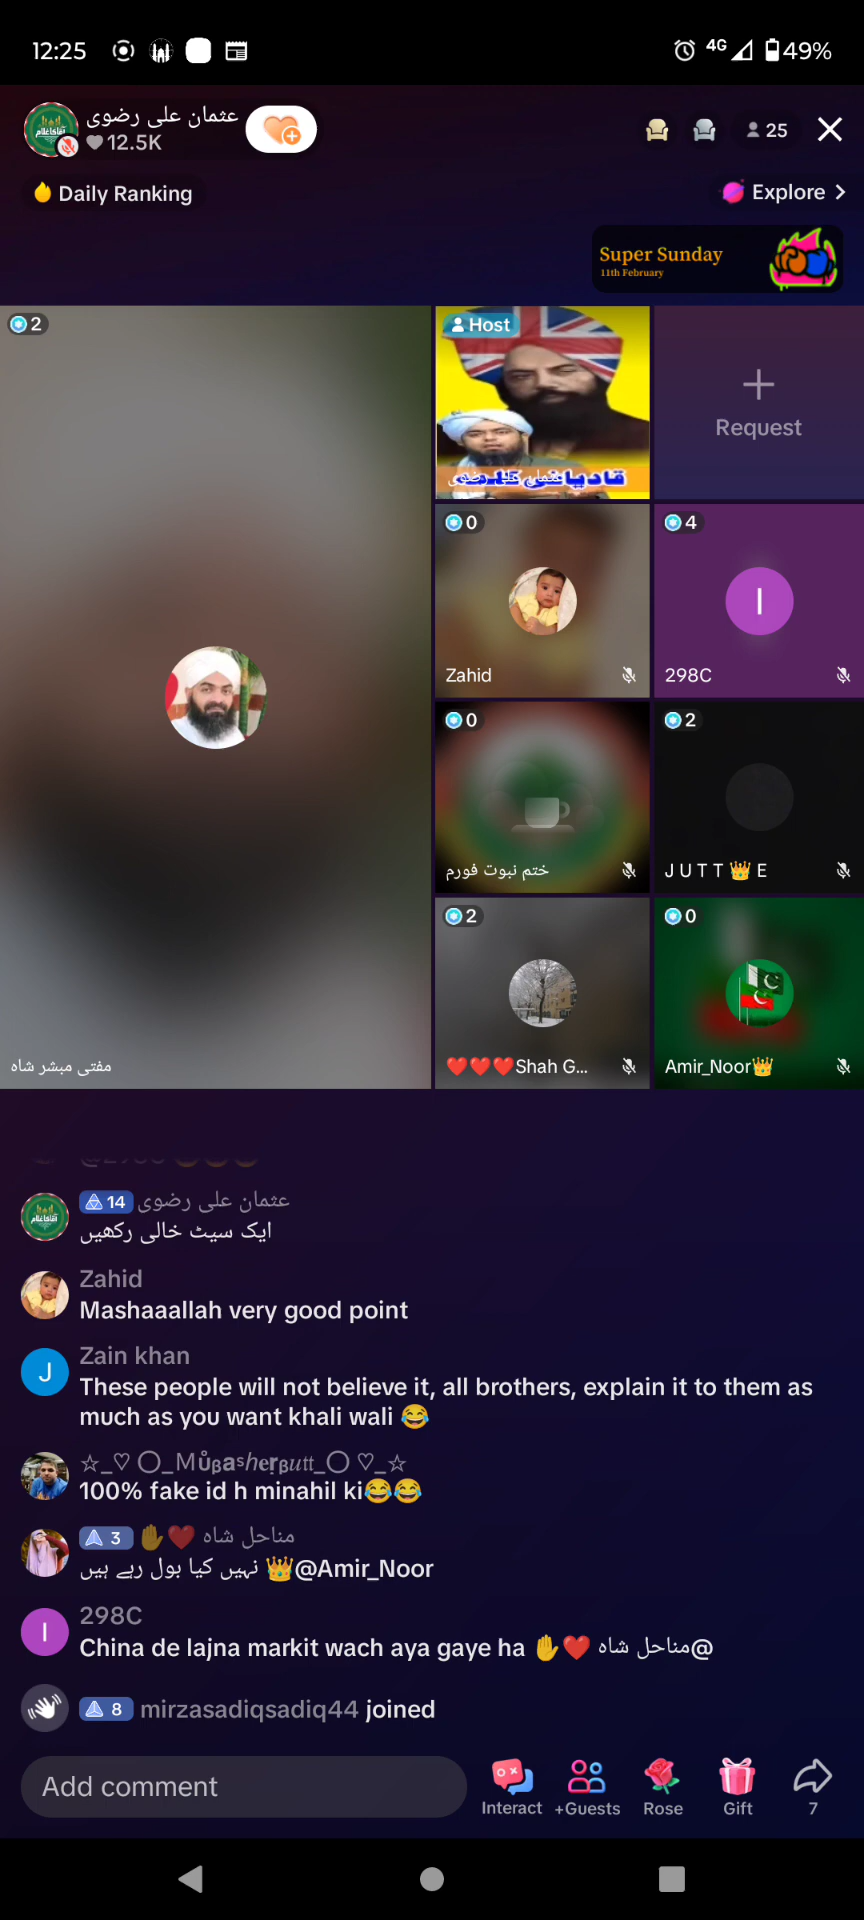 12:25
4G
49%
عثمان علی رضوی
12.5K
25
Daily Ranking
Explore
Super Sunday
11th February
2
Host
عثمان علی رضوی
Request
0
Zahid
4
I
298C
0
ختم نبوت فورم
2
J U T T 👑 E
2
❤️❤️❤️Shah G...
0
Amir_Noor👑
مفتی مبشر شاہ
14 عثمان علی رضوی
ایک سیٹ خالی رکھیں
Zahid
Mashaaallah very good point
J
Zain khan
These people will not believe it, all brothers, explain it to them as
much as you want khali wali 😂
☆_♡ ◯_Můᵦaˢℎeṛᵦutt_◯ ♡_☆
100% fake id h minahil ki😂😂
3 مناحل شاہ ❤️✋
@Amir_Noor👑 نہیں کیا بول رہے ہیں
I
298C
China de lajna markit wach aya gaye ha ✋❤️ مناحل شاہ@
8 mirzasadiqsadiq44 joined
Add comment
Interact
+Guests
Rose
Gift
7